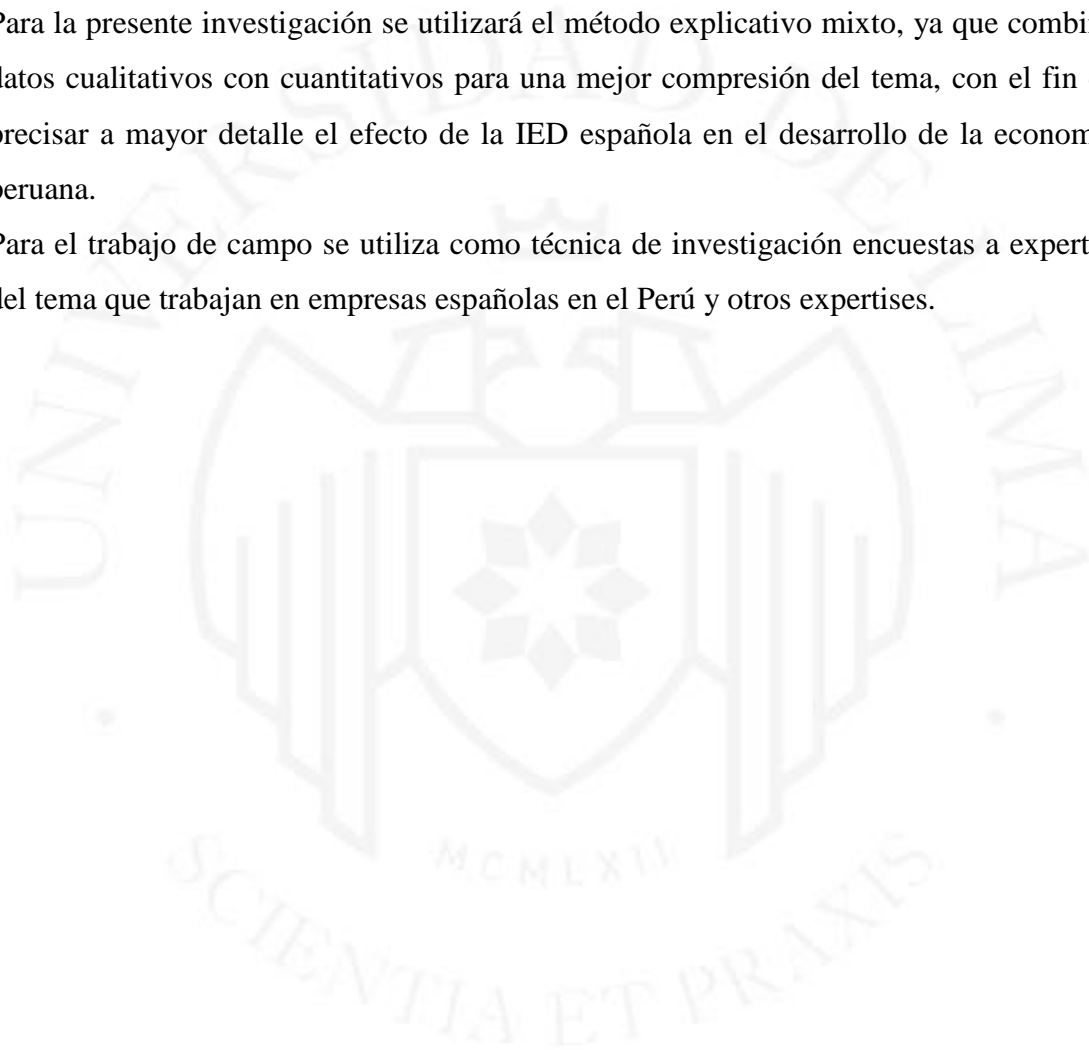 Para la presente investigación se utilizará el método explicativo mixto, ya que combi
datos cualitativos con cuantitativos para una mejor compresión del tema, con el fin
precisar a mayor detalle el efecto de la IED española en el desarrollo de la econom
peruana.
Para el trabajo de campo se utiliza como técnica de investigación encuestas a expert
del tema que trabajan en empresas españolas en el Perú y otros expertises.
UNIVERSIDAD DE LIMA
MCMLXII
SCIENTIA ET PRAXIS